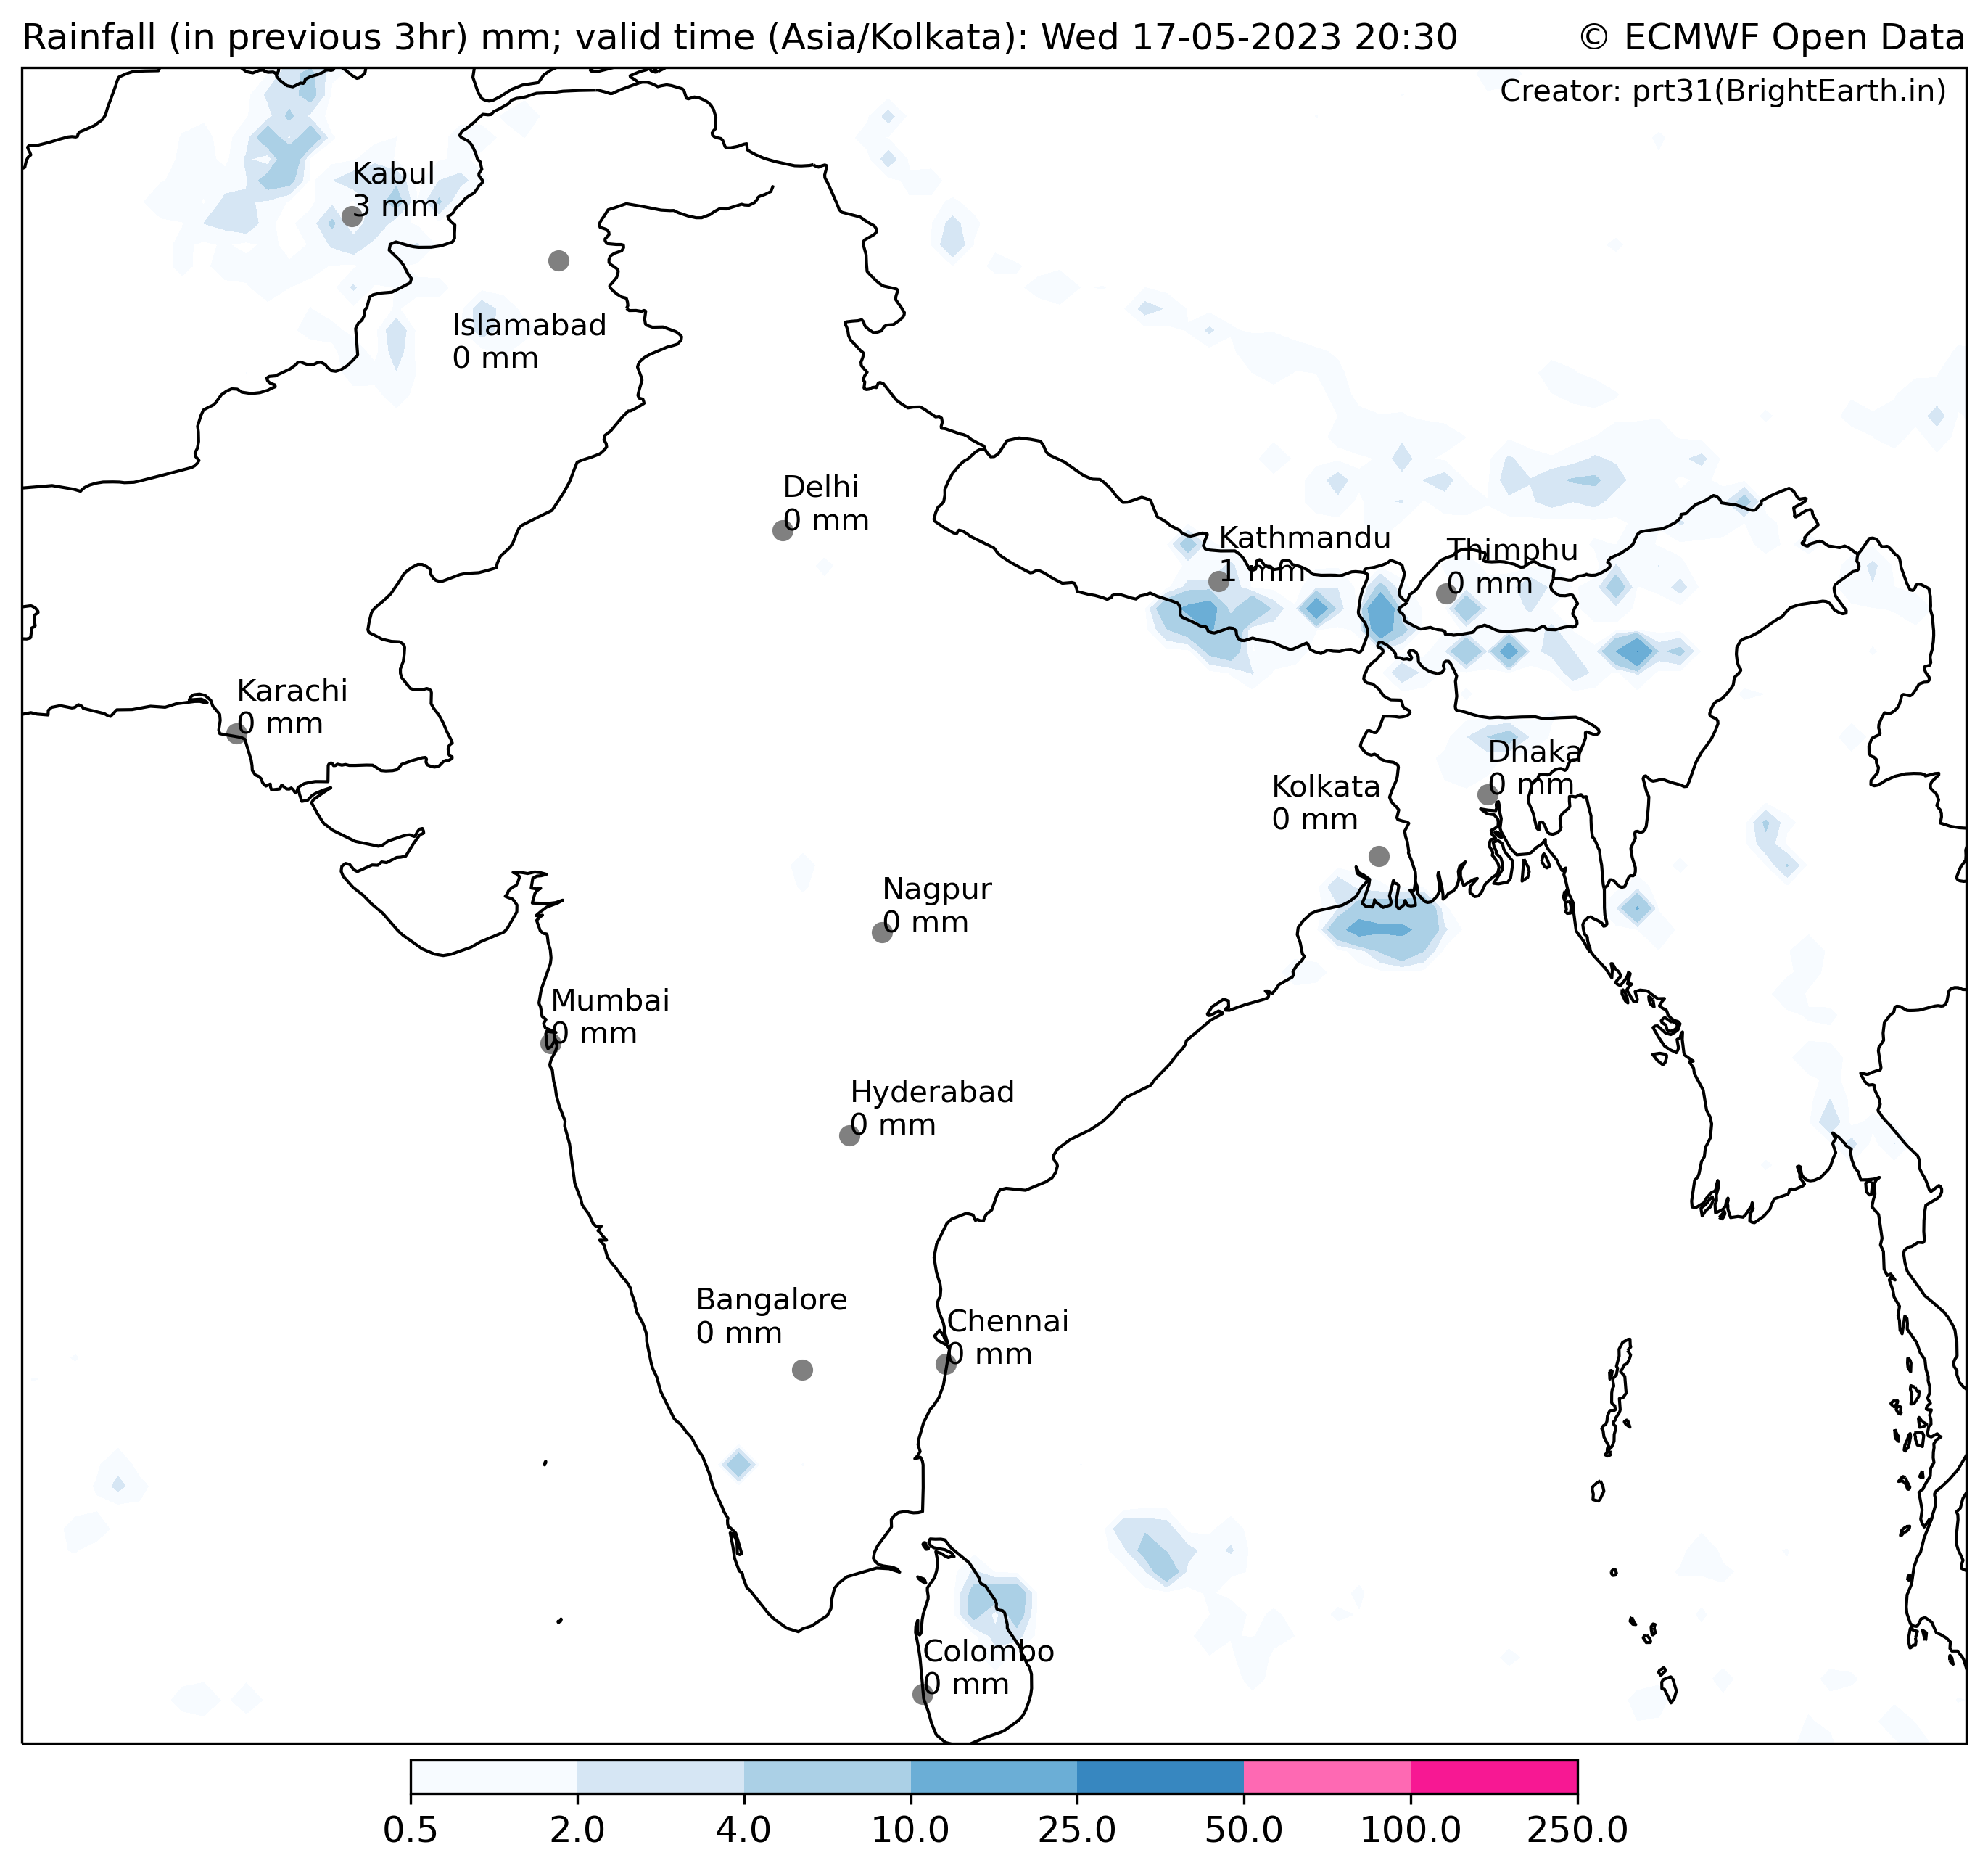 Rainfall (in previous 3hr) mm; valid time (Asia/Kolkata): Wed 17-05-2023 20:30
© ECMWF Open Data
Creator: prt31(BrightEarth.in)
Kabul
3 mm
Islamabad
0 mm
Delhi
0 mm
Kathmandu
1 mm
Thimphu
0 mm
Karachi
0 mm
Dhaka
0 mm
Kolkata
0 mm
Nagpur
0 mm
Mumbai
0 mm
Hyderabad
0 mm
Bangalore
0 mm
Chennai
0 mm
Colombo
0 mm
0.5 2.0 4.0 10.0 25.0 50.0 100.0 250.0